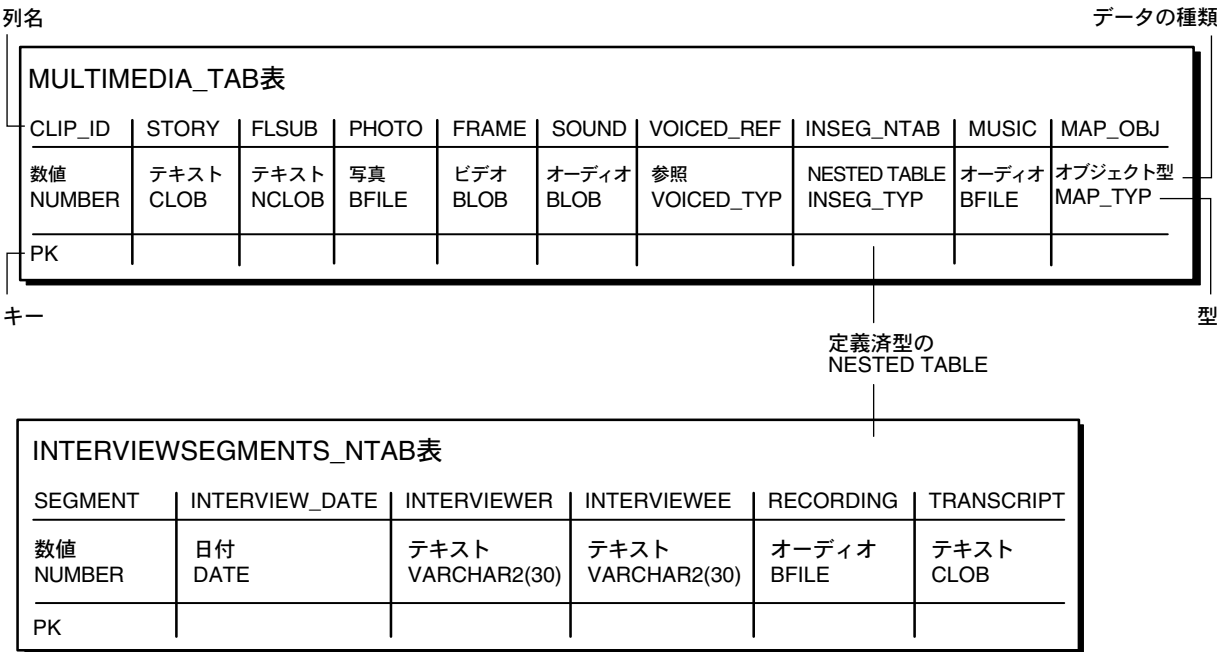 列名 データの種類
MULTIMEDIA_TAB表
CLIP_ID STORY FLSUB PHOTO FRAME SOUND VOICED_REF INSEG_NTAB MUSIC MAP_OBJ
数値 テキスト テキスト 写真 ビデオ オーディオ 参照 NESTED TABLE オーディオ オブジェクト型
NUMBER CLOB NCLOB BFILE BLOB BLOB VOICED_TYP INSEG_TYP BFILE MAP_TYP
PK
キー 型
定義済型の
NESTED TABLE
INTERVIEWSEGMENTS_NTAB表
SEGMENT INTERVIEW_DATE INTERVIEWER INTERVIEWEE RECORDING TRANSCRIPT
数値 日付 テキスト テキスト オーディオ テキスト
NUMBER DATE VARCHAR2(30) VARCHAR2(30) BFILE CLOB
PK